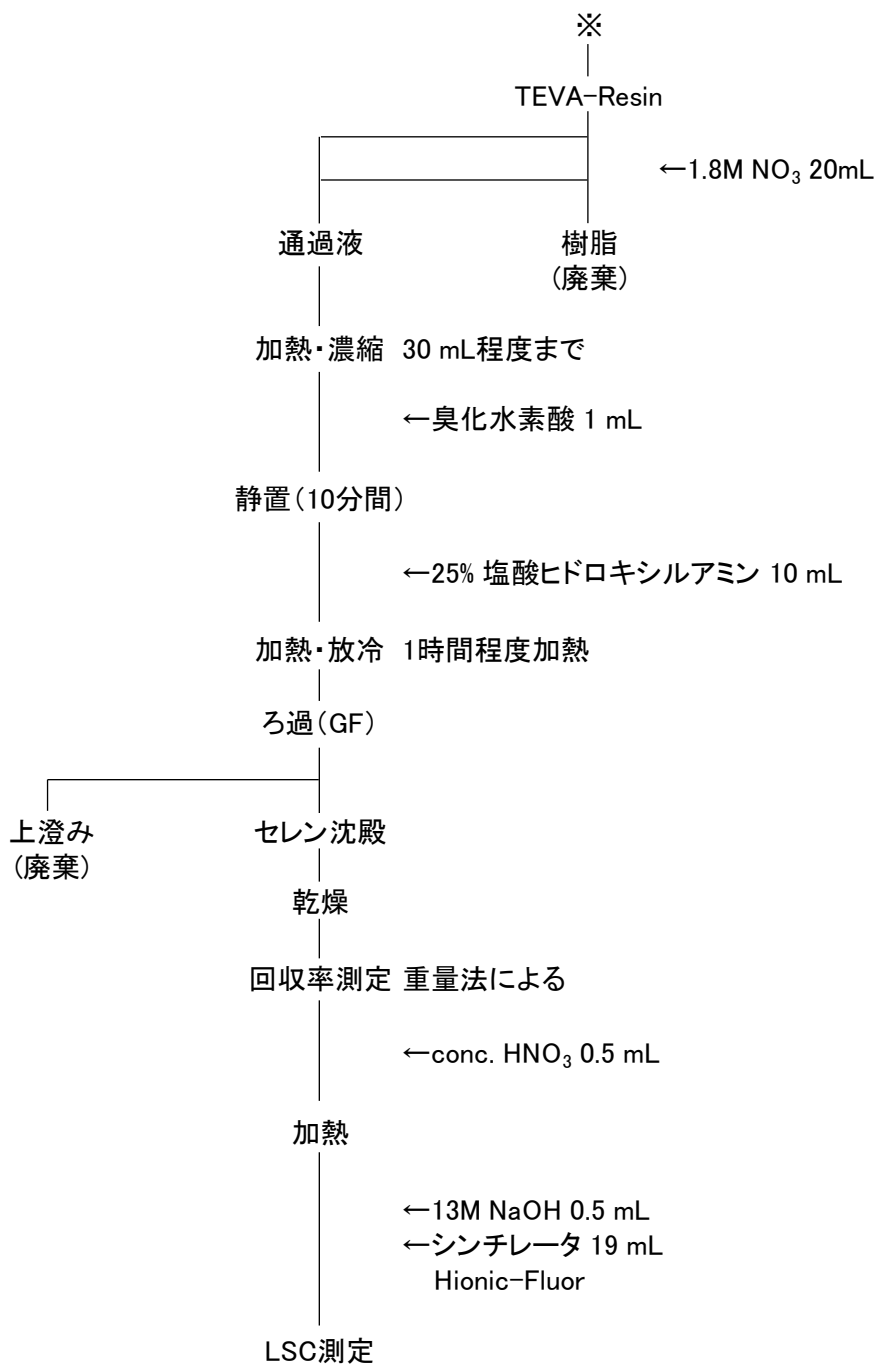 ※
TEVA-Resin
←1.8M NO₃ 20mL
通過液
樹脂
(廃棄)
加熱・濃縮 30 mL程度まで
←臭化水素酸 1 mL
静置(10分間)
←25% 塩酸ヒドロキシルアミン 10 mL
加熱・放冷 1時間程度加熱
ろ過(GF)
上澄み
(廃棄)
セレン沈殿
乾燥
回収率測定 重量法による
←conc. HNO₃ 0.5 mL
加熱
←13M NaOH 0.5 mL
←シンチレータ 19 mL
Hionic-Fluor
LSC測定